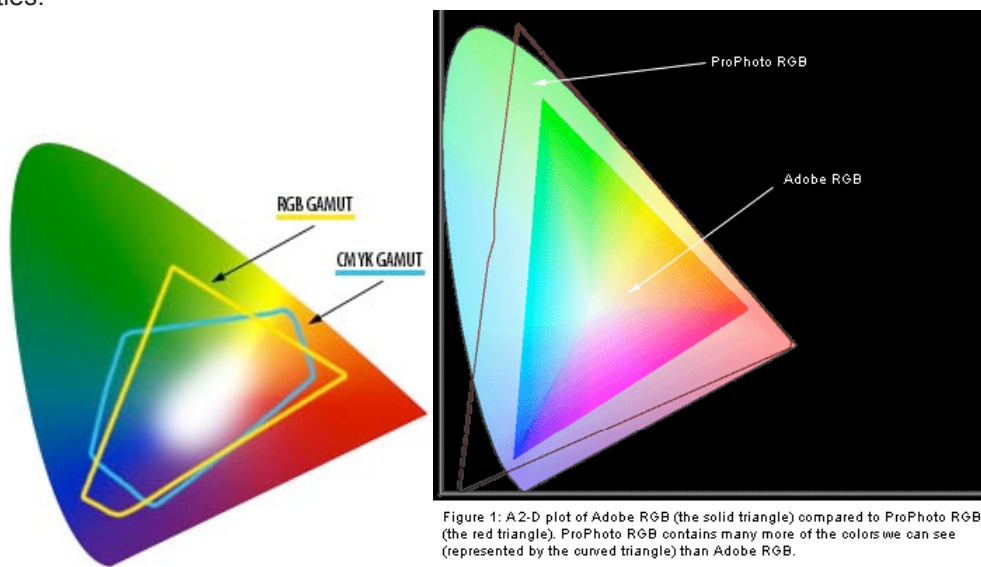 RGB GAMUT
CMYK GAMUT
ProPhoto RGB
Adobe RGB
Figure 1: A 2-D plot of Adobe RGB (the solid triangle) compared to ProPhoto RGB
(the red triangle). ProPhoto RGB contains many more of the colors we can see
(represented by the curved triangle) than Adobe RGB.